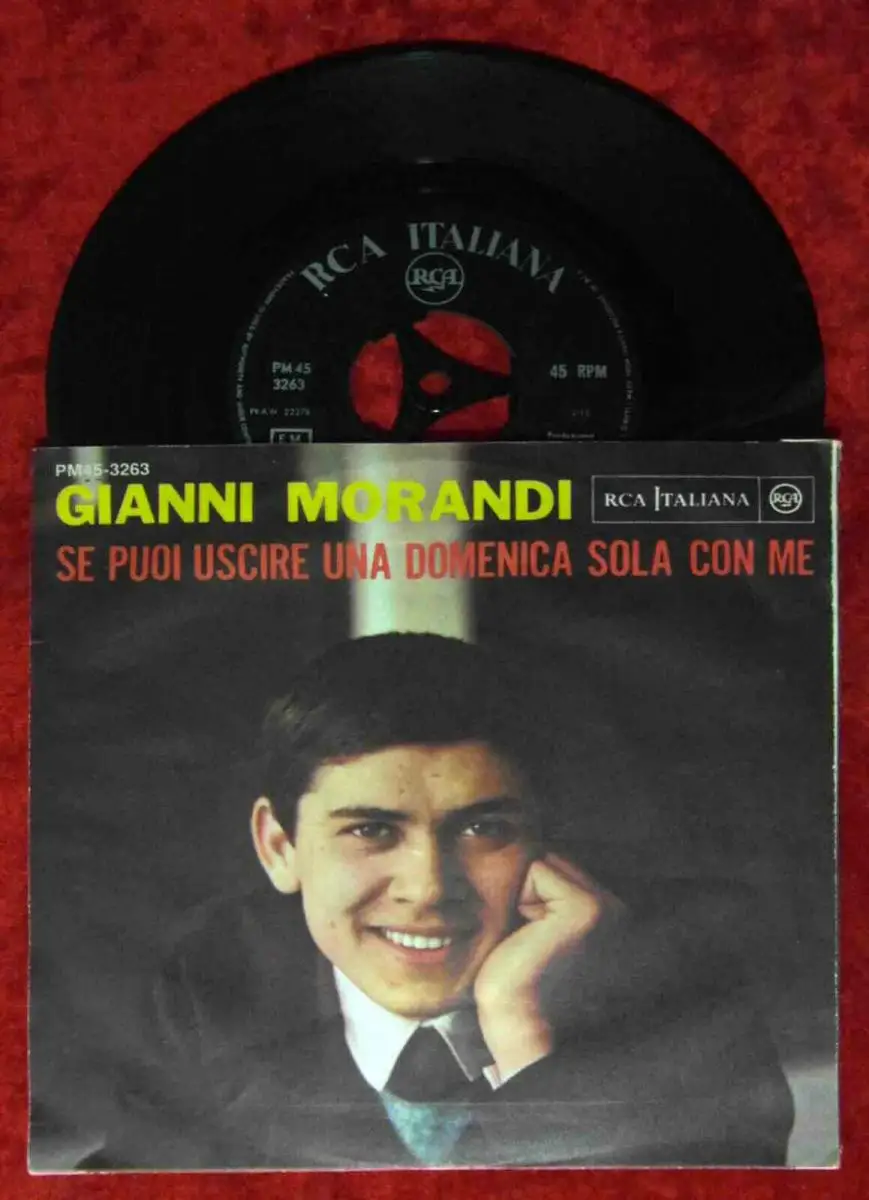 RCA ITALIANA
RCA
PM 45
3263
45 RPM
PM45-3263
GIANNI MORANDI
RCA ITALIANA
RCA
SE PUOI USCIRE UNA DOMENICA SOLA CON ME